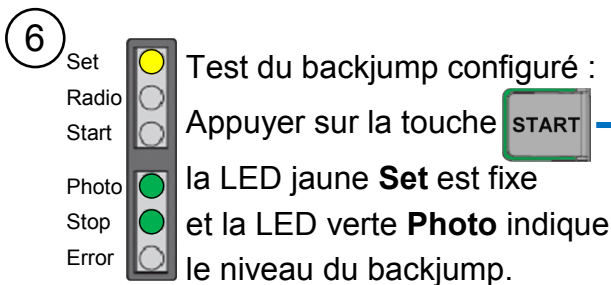 6
Set
Radio
Start
Photo
Stop
Error
Test du backjump configuré :
Appuyer sur la touche START
la LED jaune Set est fixe
et la LED verte Photo indique
le niveau du backjump.